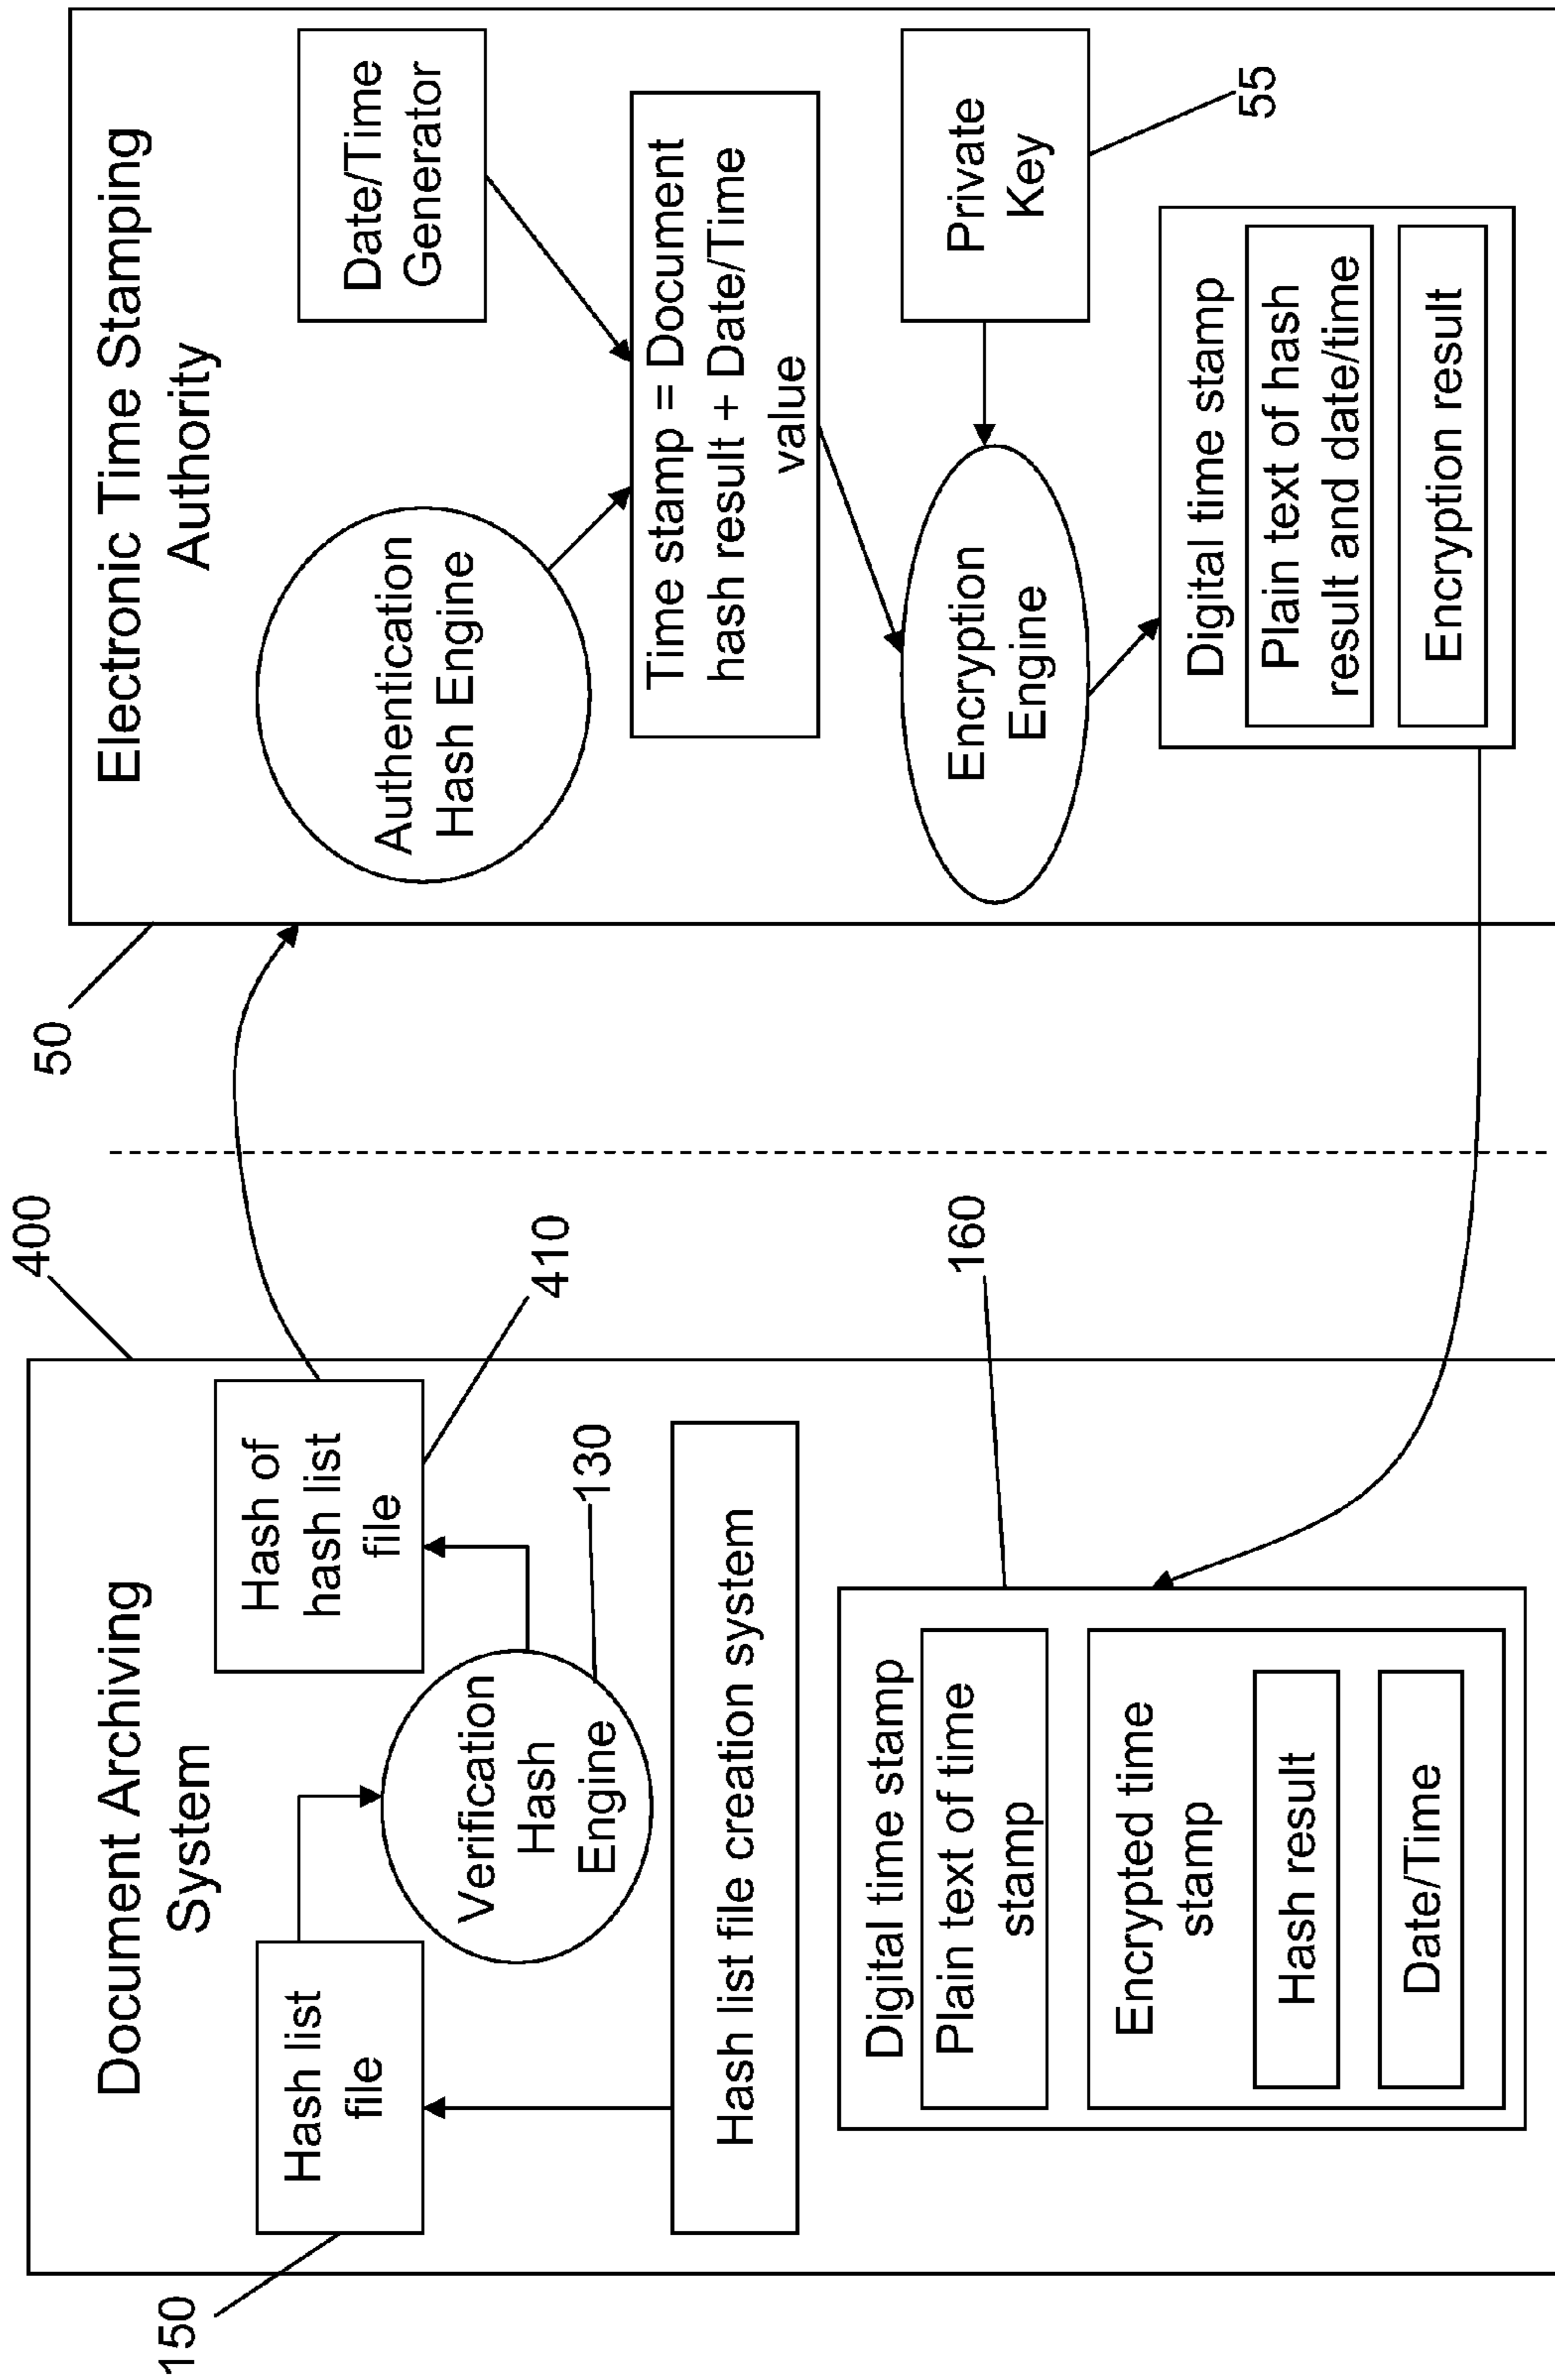 400
Document Archiving
System
150
Hash list
file
Hash of
hash list
file
410
Verification
Hash
Engine
130
Hash list file creation system
160
Digital time stamp
Plain text of time
stamp
Encrypted time
stamp
Hash result
Date/Time
50
Electronic Time Stamping
Authority
Authentication
Hash Engine
Date/Time
Generator
Time stamp = Document
hash result + Date/Time
value
Encryption
Engine
Private
Key
55
Digital time stamp
Plain text of hash
result and date/time
Encryption result